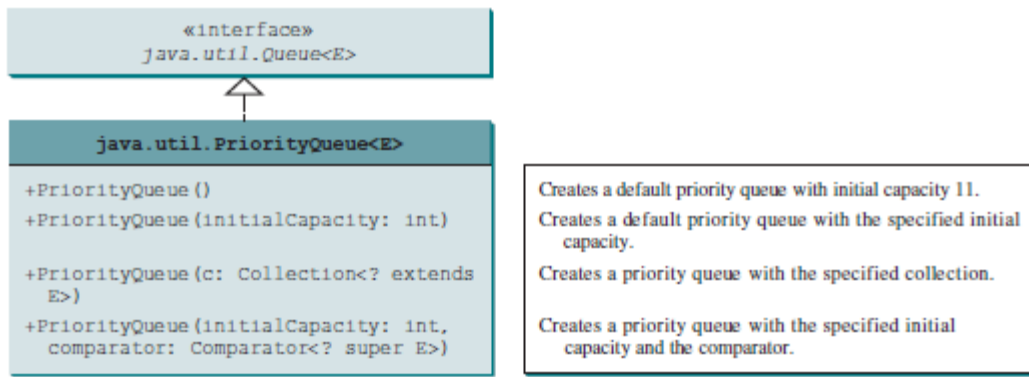 «interface»
java.util.Queue<E>
java.util.PriorityQueue<E>
+PriorityQueue()
+PriorityQueue(initialCapacity: int)
+PriorityQueue(c: Collection<? extends
E>)
+PriorityQueue(initialCapacity: int,
comparator: Comparator<? super E>)
Creates a default priority queue with initial capacity 11.
Creates a default priority queue with the specified initial
capacity.
Creates a priority queue with the specified collection.
Creates a priority queue with the specified initial
capacity and the comparator.